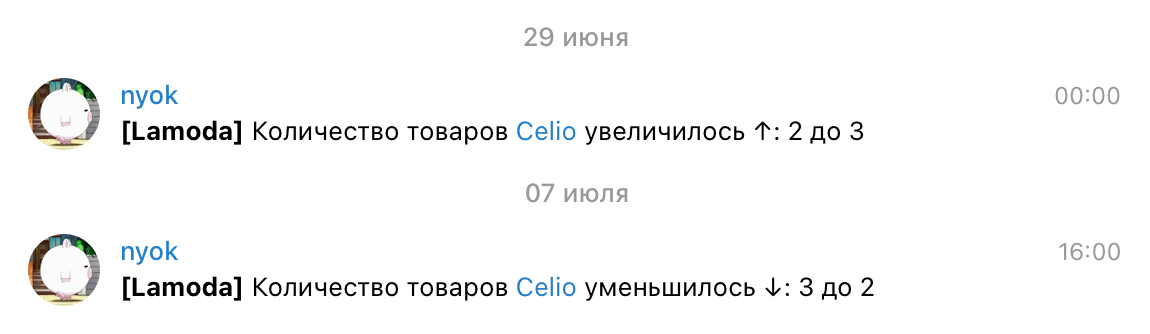 29 июня
nyok 00:00
[Lamoda] Количество товаров Celio увеличилось ↑: 2 до 3
07 июля
nyok 16:00
[Lamoda] Количество товаров Celio уменьшилось ↓: 3 до 2